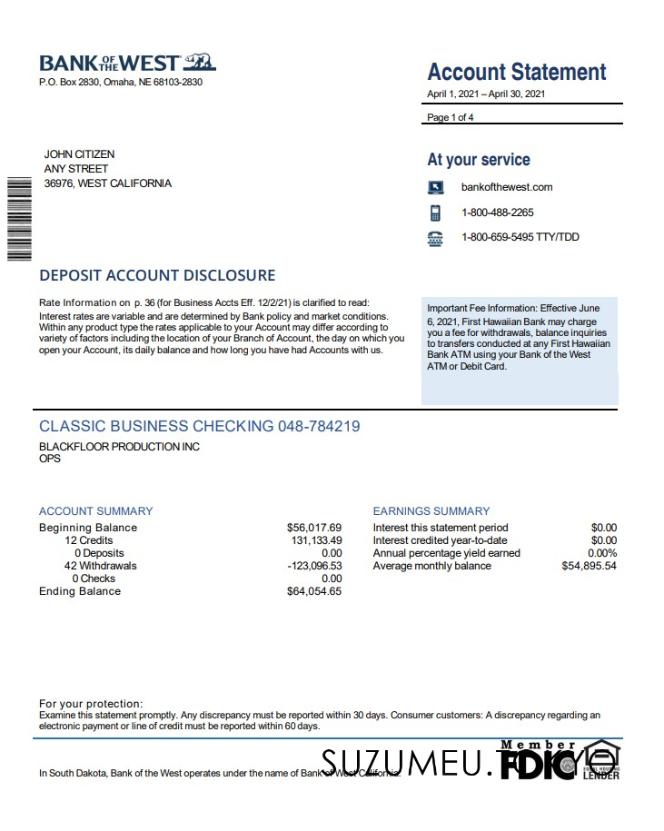 BANK OF THE WEST
P.O. Box 2830, Omaha, NE 68103-2830
Account Statement
April 1, 2021 – April 30, 2021
Page 1 of 4
JOHN CITIZEN
ANY STREET
36976, WEST CALIFORNIA
At your service
bankofthewest.com
1-800-488-2265
1-800-659-5495 TTY/TDD
DEPOSIT ACCOUNT DISCLOSURE
Rate Information on p. 36 (for Business Accts Eff. 12/2/21) is clarified to read:
Interest rates are variable and are determined by Bank policy and market conditions.
Within any product type the rates applicable to your Account may differ according to
variety of factors including the location of your Branch of Account, the day on which you
open your Account, its daily balance and how long you have had Accounts with us.
Important Fee Information: Effective June
6, 2021, First Hawaiian Bank may charge
you a fee for withdrawals, balance inquiries
to transfers conducted at any First Hawaiian
Bank ATM using your Bank of the West
ATM or Debit Card.
CLASSIC BUSINESS CHECKING 048-784219
BLACKFLOOR PRODUCTION INC
OPS
ACCOUNT SUMMARY
Beginning Balance $56,017.69
12 Credits 131,133.49
0 Deposits 0.00
42 Withdrawals -123,096.53
0 Checks 0.00
Ending Balance $64,054.65
EARNINGS SUMMARY
Interest this statement period $0.00
Interest credited year-to-date $0.00
Annual percentage yield earned 0.00%
Average monthly balance $54,895.54
For your protection:
Examine this statement promptly. Any discrepancy must be reported within 30 days. Consumer customers: A discrepancy regarding an
electronic payment or line of credit must be reported within 60 days.
In South Dakota, Bank of the West operates under the name of Bank of West California.
Member
FDIC
LENDER